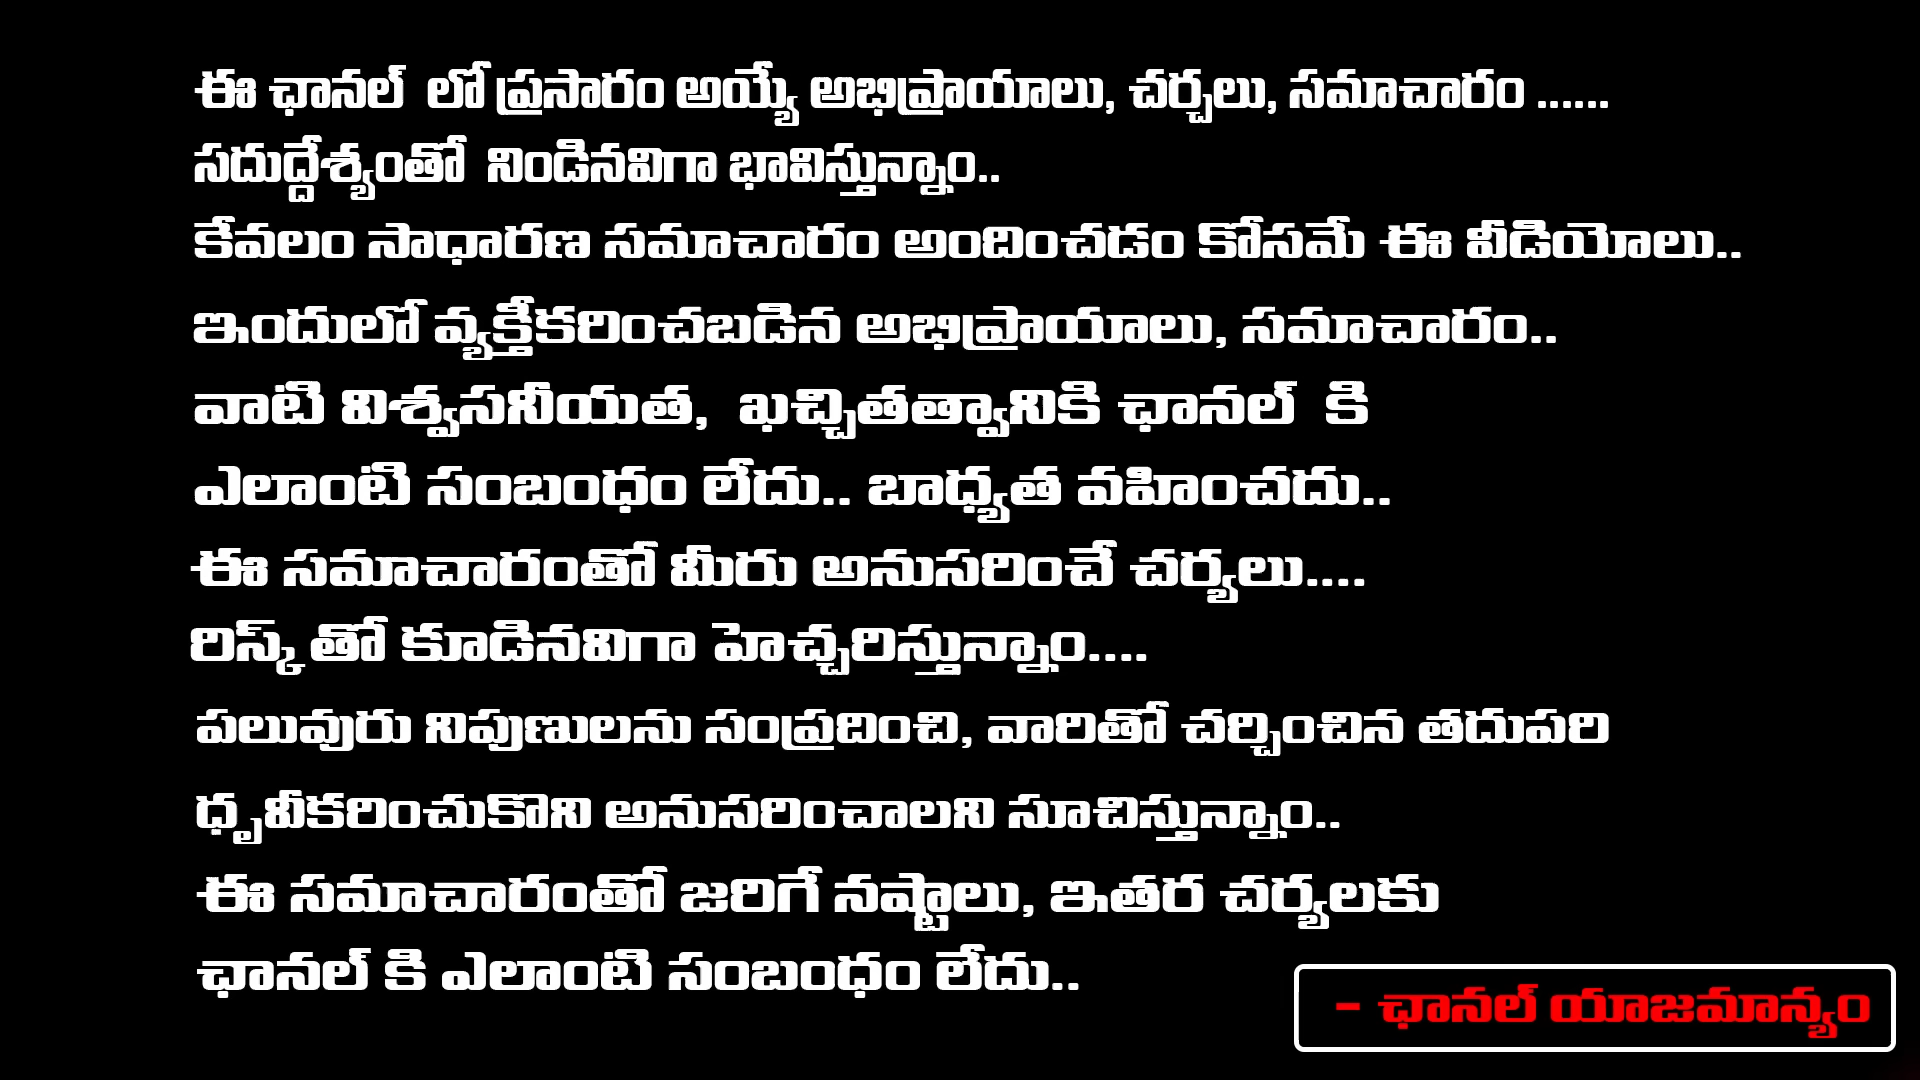 ఈ ఛానల్ లో ప్రసారం అయ్యే అభిప్రాయాలు, చర్చలు, సమాచారం ......
సదుద్దేశ్యంతో నిండినవిగా భావిస్తున్నాం..
కేవలం సాధారణ సమాచారం అందించడం కోసమే ఈ వీడియోలు..
ఇందులో వ్యక్తీకరించబడిన అభిప్రాయాలు, సమాచారం..
వాటి విశ్వసనీయత, ఖచ్చితత్వానికి ఛానల్ కి
ఎలాంటి సంబంధం లేదు.. బాధ్యత వహించదు..
ఈ సమాచారంతో మీరు అనుసరించే చర్యలు....
రిస్క్ తో కూడినవిగా హెచ్చరిస్తున్నాం....
పలువురు నిపుణులను సంప్రదించి, వారితో చర్చించిన తదుపరి
ధృవీకరించుకొని అనుసరించాలని సూచిస్తున్నాం..
ఈ సమాచారంతో జరిగే నష్టాలు, ఇతర చర్యలకు
ఛానల్ కి ఎలాంటి సంబంధం లేదు..
- ఛానల్ యాజమాన్యం